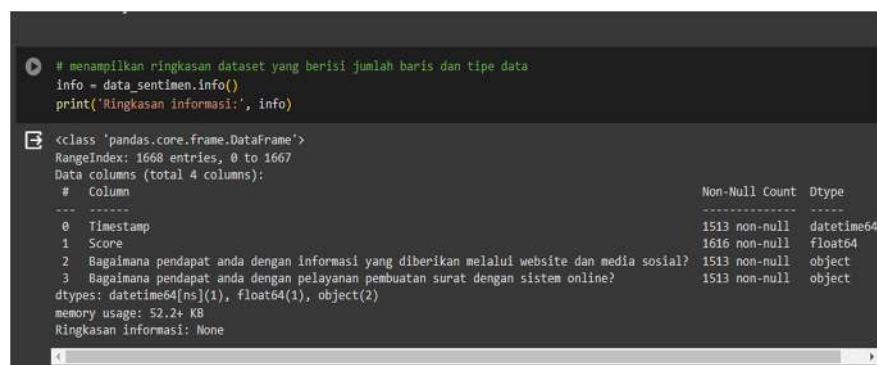 # menampilkan ringkasan dataset yang berisi jumlah baris dan tipe data
info = data_sentimen.info()
print('Ringkasan informasi:', info)
<class 'pandas.core.frame.DataFrame'>
RangeIndex: 1668 entries, 0 to 1667
Data columns (total 4 columns):
# Column Non-Null Count Dtype
--- ------ -------------- -----
0 Timestamp 1513 non-null datetime64
1 Score 1616 non-null float64
2 Bagaimana pendapat anda dengan informasi yang diberikan melalui website dan media sosial? 1513 non-null object
3 Bagaimana pendapat anda dengan pelayanan pembuatan surat dengan sistem online? 1513 non-null object
dtypes: datetime64[ns](1), float64(1), object(2)
memory usage: 52.2+ KB
Ringkasan informasi: None